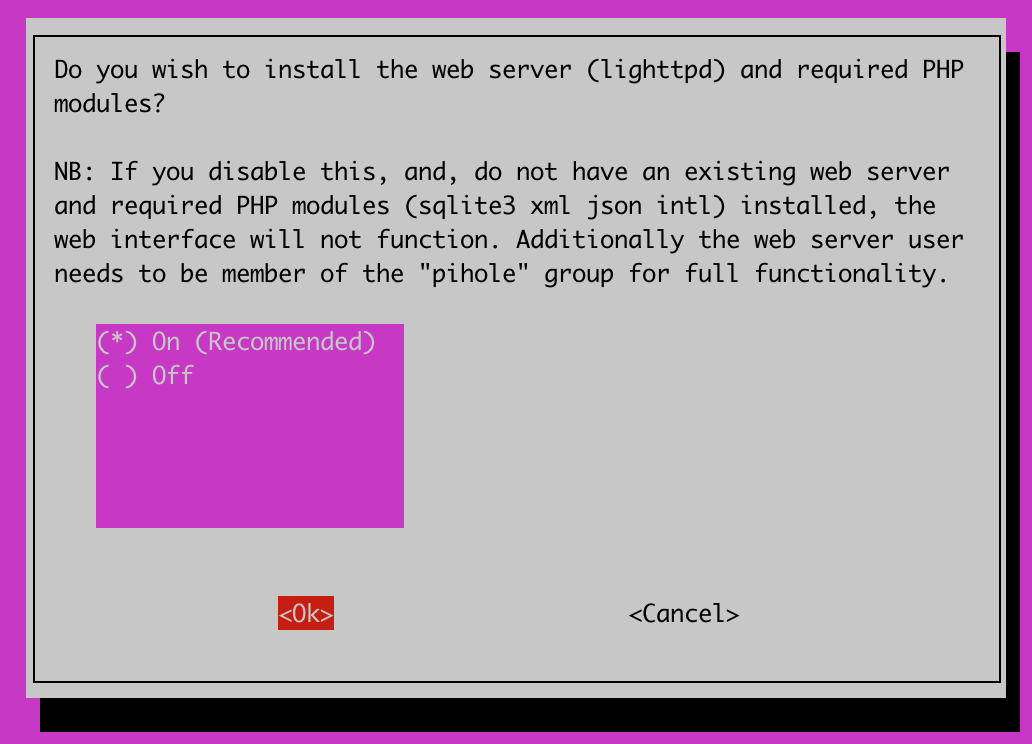 Do you wish to install the web server (lighttpd) and required PHP
modules?
NB: If you disable this, and, do not have an existing web server
and required PHP modules (sqlite3 xml json intl) installed, the
web interface will not function. Additionally the web server user
needs to be member of the "pihole" group for full functionality.
(*) On (Recommended)
( ) Off
<Ok> <Cancel>